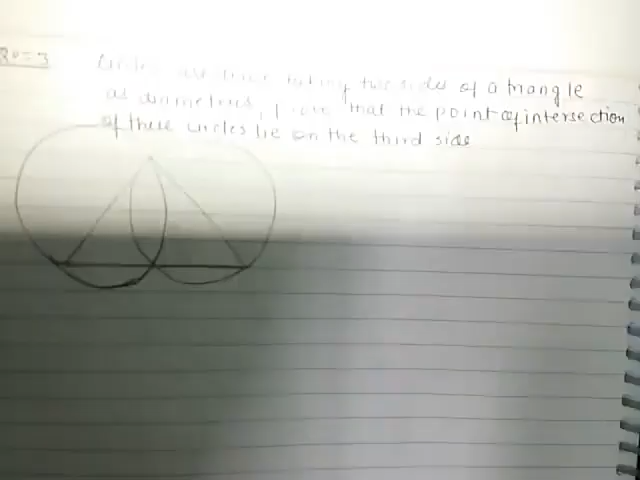 Circles are drawn taking two sides of a triangle
as diameters, Prove that the point of intersection
of these circles lie on the third side